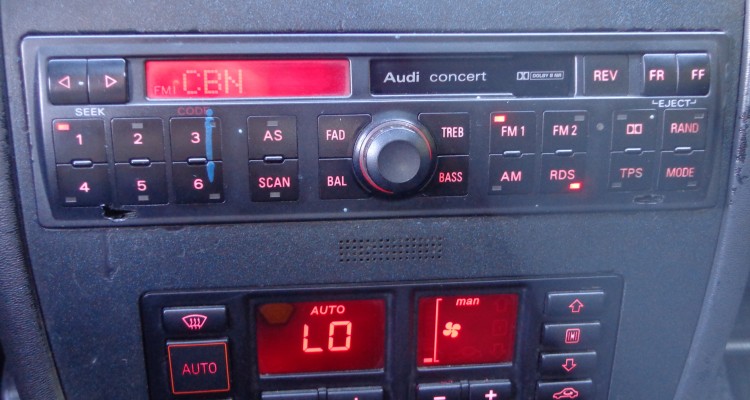 FM1 CBN
Audi concert
DOLBY B NR
REV
FR
FF
SEEK
CODE
EJECT
1 2 3
AS
FAD
TREB
FM 1
FM 2
RAND
4 5 6
SCAN
BAL
BASS
AM
RDS
TPS
MODE
AUTO
LO
man
AUTO
- +